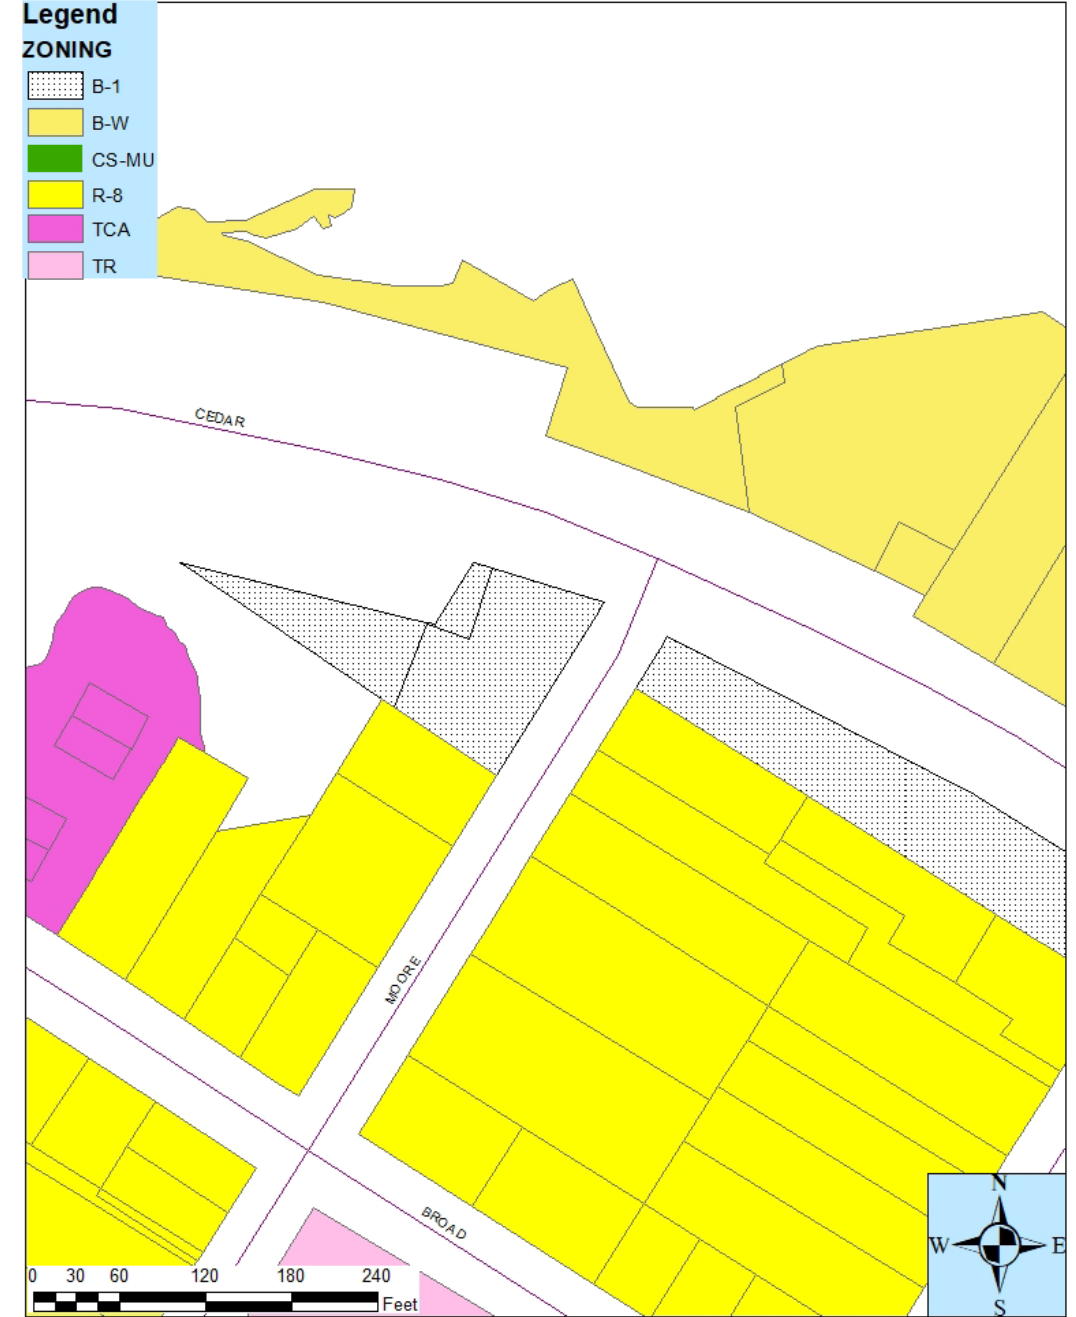 Legend
ZONING
B-1
B-W
CS-MU
R-8
TCA
TR
CEDAR
MOORE
BROAD
N
W E
S
0 30 60 120 180 240
Feet